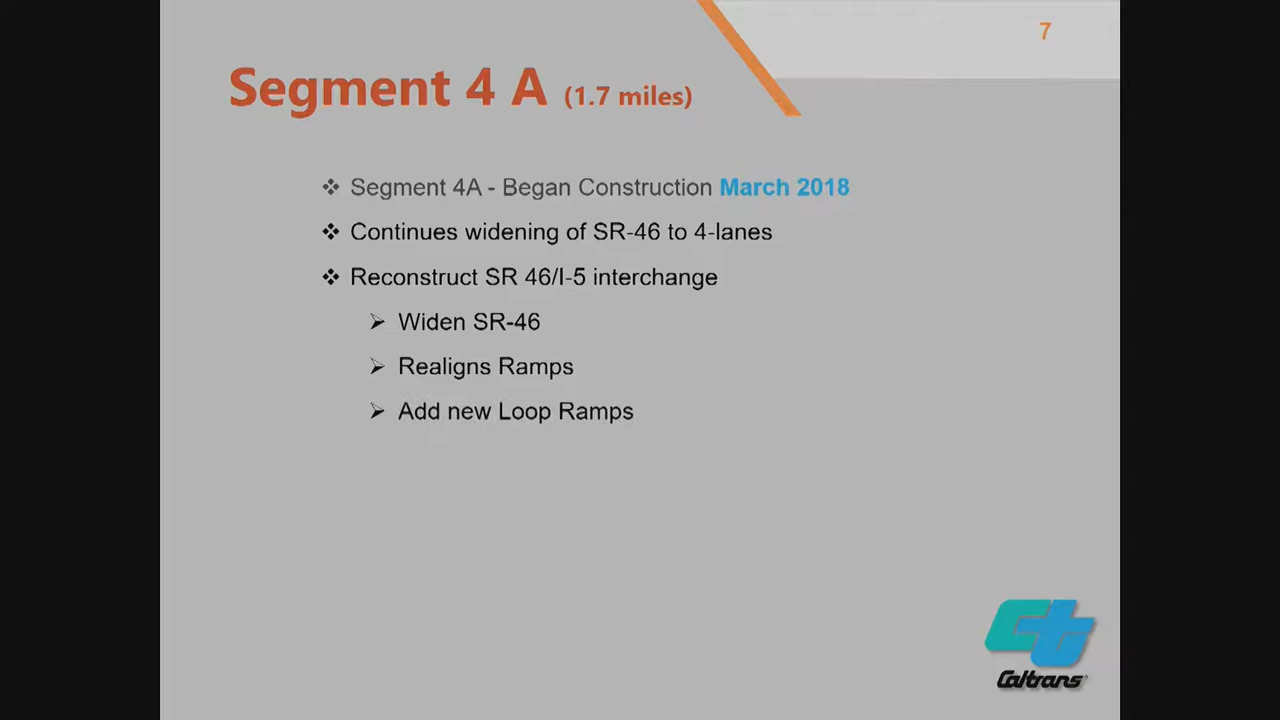 7
Segment 4 A (1.7 miles)
❖ Segment 4A - Began Construction March 2018
❖ Continues widening of SR-46 to 4-lanes
❖ Reconstruct SR 46/I-5 interchange
➢ Widen SR-46
➢ Realigns Ramps
➢ Add new Loop Ramps
Ct
Caltrans